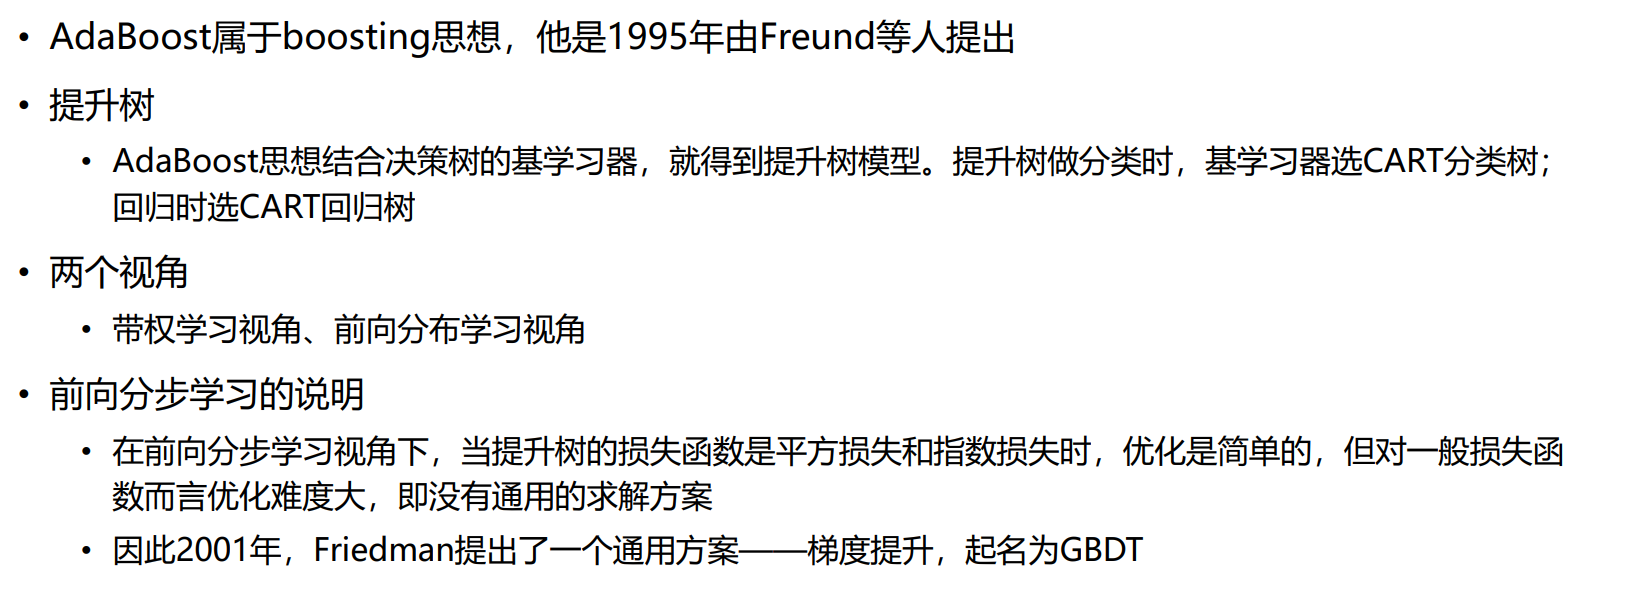 • AdaBoost属于boosting思想，他是1995年由Freund等人提出
• 提升树
• AdaBoost思想结合决策树的基学习器，就得到提升树模型。提升树做分类时，基学习器选CART分类树；
回归时选CART回归树
• 两个视角
• 带权学习视角、前向分布学习视角
• 前向分步学习的说明
• 在前向分步学习视角下，当提升树的损失函数是平方损失和指数损失时，优化是简单的，但对一般损失函
数而言优化难度大，即没有通用的求解方案
• 因此2001年，Friedman提出了一个通用方案——梯度提升，起名为GBDT